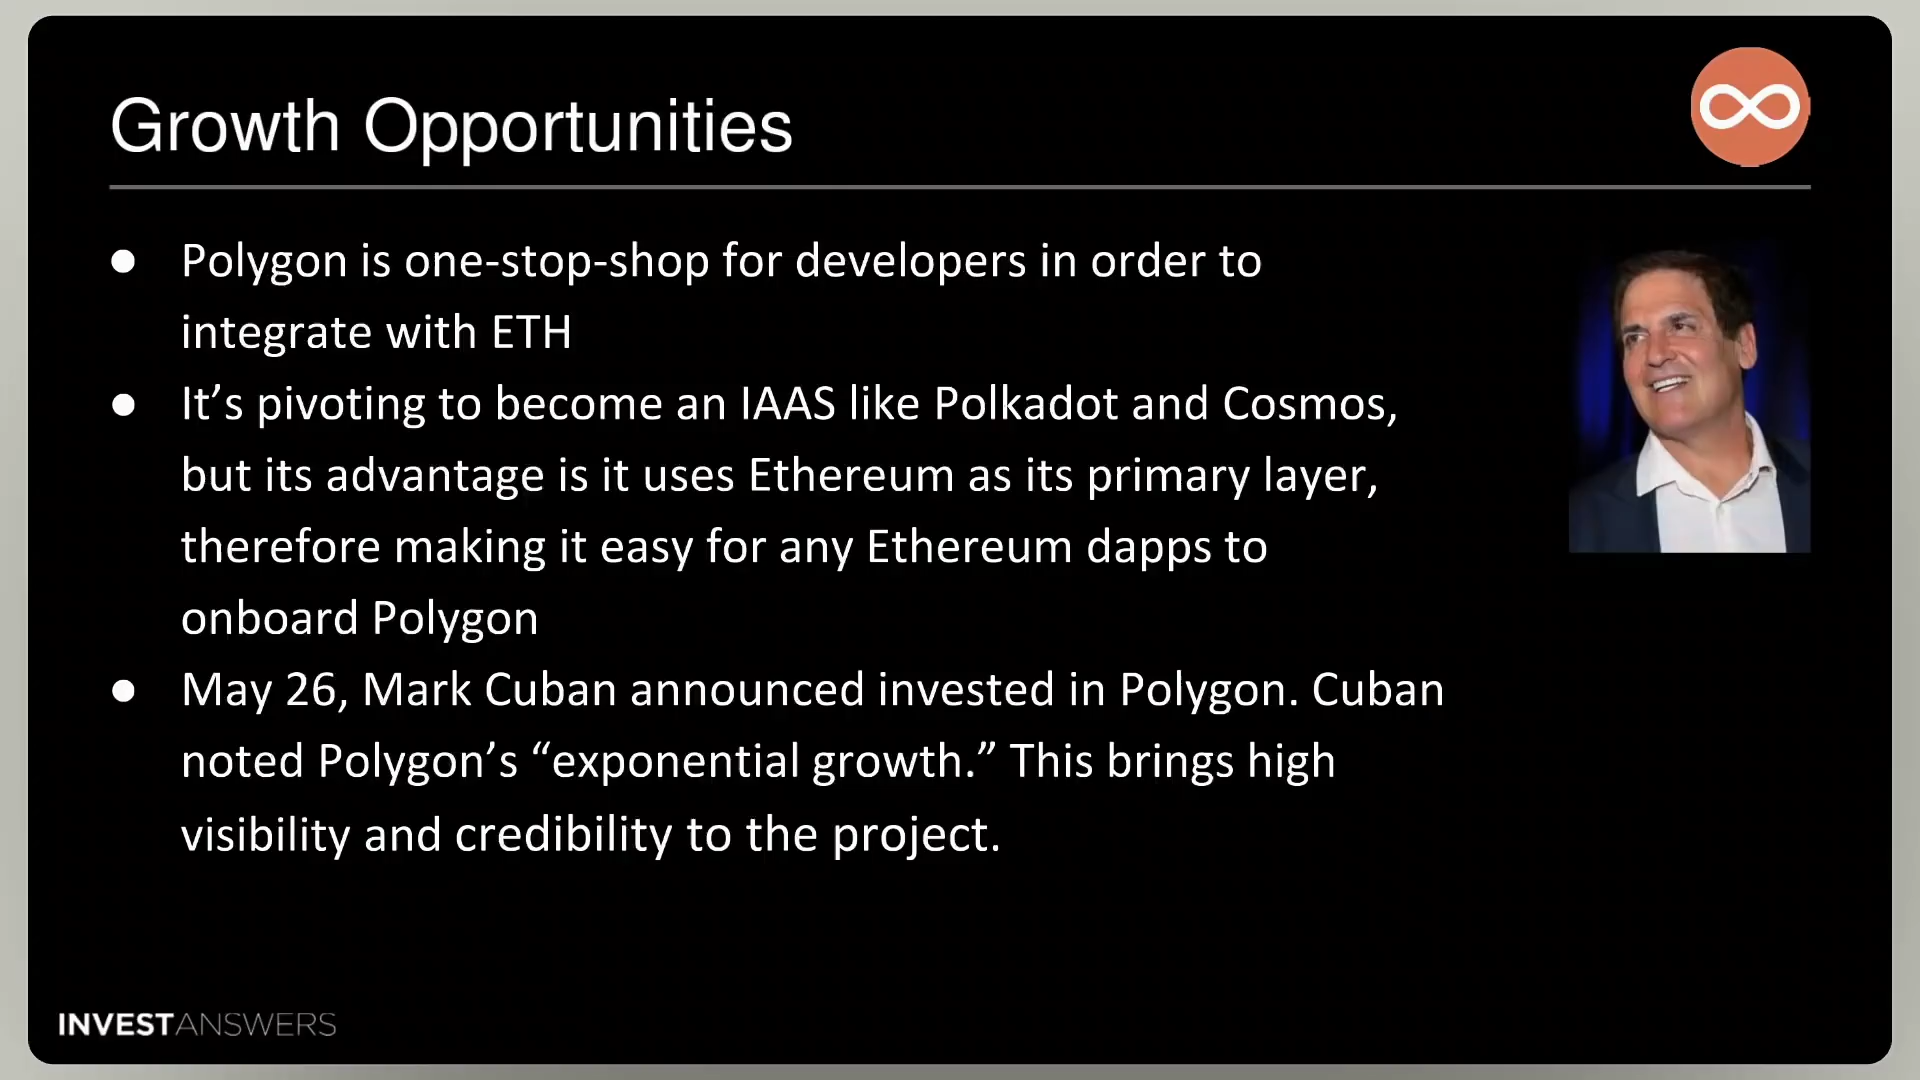 Growth Opportunities
● Polygon is one-stop-shop for developers in order to
integrate with ETH
● It’s pivoting to become an IAAS like Polkadot and Cosmos,
but its advantage is it uses Ethereum as its primary layer,
therefore making it easy for any Ethereum dapps to
onboard Polygon
● May 26, Mark Cuban announced invested in Polygon. Cuban
noted Polygon’s “exponential growth.” This brings high
visibility and credibility to the project.
INVESTANSWERS